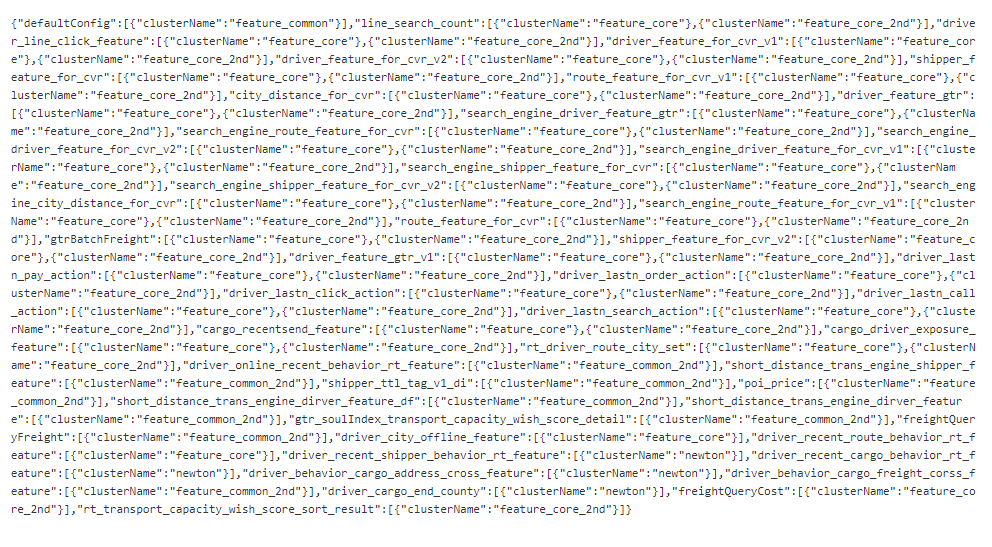 {"defaultConfig":[{"clusterName":"feature_common"}],"line_search_count":[{"clusterName":"feature_core"},{"clusterName":"feature_core_2nd"}],"drive
r_line_click_feature":[{"clusterName":"feature_core"},{"clusterName":"feature_core_2nd"}],"driver_feature_for_cvr_v1":[{"clusterName":"feature_cor
e"},{"clusterName":"feature_core_2nd"}],"driver_feature_for_cvr_v2":[{"clusterName":"feature_core"},{"clusterName":"feature_core_2nd"}],"shipper_f
eature_for_cvr":[{"clusterName":"feature_core"},{"clusterName":"feature_core_2nd"}],"route_feature_for_cvr_v1":[{"clusterName":"feature_core"},{"c
lusterName":"feature_core_2nd"}],"city_distance_for_cvr":[{"clusterName":"feature_core"},{"clusterName":"feature_core_2nd"}],"driver_feature_gtr":
[{"clusterName":"feature_core"},{"clusterName":"feature_core_2nd"}],"search_engine_driver_feature_gtr":[{"clusterName":"feature_core"},{"clusterNa
me":"feature_core_2nd"}],"search_engine_route_feature_for_cvr":[{"clusterName":"feature_core"},{"clusterName":"feature_core_2nd"}],"search_engine_
driver_feature_for_cvr_v2":[{"clusterName":"feature_core"},{"clusterName":"feature_core_2nd"}],"search_engine_driver_feature_for_cvr_v1":[{"cluste
rName":"feature_core"},{"clusterName":"feature_core_2nd"}],"search_engine_shipper_feature_for_cvr":[{"clusterName":"feature_core"},{"clusterNam
e":"feature_core_2nd"}],"search_engine_shipper_feature_for_cvr_v2":[{"clusterName":"feature_core"},{"clusterName":"feature_core_2nd"}],"search_eng
ine_city_distance_for_cvr":[{"clusterName":"feature_core"},{"clusterName":"feature_core_2nd"}],"search_engine_route_feature_for_cvr_v1":[{"cluster
Name":"feature_core"},{"clusterName":"feature_core_2nd"}],"route_feature_for_cvr":[{"clusterName":"feature_core"},{"clusterName":"feature_core_2n
d"}],"gtrBatchFreight":[{"clusterName":"feature_core"},{"clusterName":"feature_core_2nd"}],"shipper_feature_for_cvr_v2":[{"clusterName":"feature_c
ore"},{"clusterName":"feature_core_2nd"}],"driver_feature_gtr_v1":[{"clusterName":"feature_core"},{"clusterName":"feature_core_2nd"}],"driver_last
n_pay_action":[{"clusterName":"feature_core"},{"clusterName":"feature_core_2nd"}],"driver_lastn_order_action":[{"clusterName":"feature_core"},{"cl
usterName":"feature_core_2nd"}],"driver_lastn_click_action":[{"clusterName":"feature_core"},{"clusterName":"feature_core_2nd"}],"driver_lastn_call
_action":[{"clusterName":"feature_core"},{"clusterName":"feature_core_2nd"}],"driver_lastn_search_action":[{"clusterName":"feature_core"},{"cluste
rName":"feature_core_2nd"}],"cargo_recentsend_feature":[{"clusterName":"feature_core"},{"clusterName":"feature_core_2nd"}],"cargo_driver_exposure_
feature":[{"clusterName":"feature_core"},{"clusterName":"feature_core_2nd"}],"rt_driver_route_city_set":[{"clusterName":"feature_core"},{"clusterN
ame":"feature_core_2nd"}],"driver_online_recent_behavior_rt_feature":[{"clusterName":"feature_common_2nd"}],"short_distance_trans_engine_shipper_f
eature":[{"clusterName":"feature_common_2nd"}],"shipper_ttl_tag_v1_di":[{"clusterName":"feature_common_2nd"}],"poi_price":[{"clusterName":"feature
_common_2nd"}],"short_distance_trans_engine_dirver_feature_df":[{"clusterName":"feature_common_2nd"}],"short_distance_trans_engine_dirver_featur
e":[{"clusterName":"feature_common_2nd"}],"gtr_soulIndex_transport_capacity_wish_score_detail":[{"clusterName":"feature_common_2nd"}],"freightQuer
yFreight":[{"clusterName":"feature_common_2nd"}],"driver_city_offline_feature":[{"clusterName":"feature_core"}],"driver_recent_route_behavior_rt_f
eature":[{"clusterName":"feature_core"}],"driver_recent_shipper_behavior_rt_feature":[{"clusterName":"newton"}],"driver_recent_cargo_behavior_rt_f
eature":[{"clusterName":"newton"}],"driver_behavior_cargo_address_cross_feature":[{"clusterName":"newton"}],"driver_behavior_cargo_freight_corss_f
eature":[{"clusterName":"feature_common_2nd"}],"driver_cargo_end_county":[{"clusterName":"newton"}],"freightQueryCost":[{"clusterName":"feature_co
re_2nd"}],"rt_transport_capacity_wish_score_sort_result":[{"clusterName":"feature_core_2nd"}]}